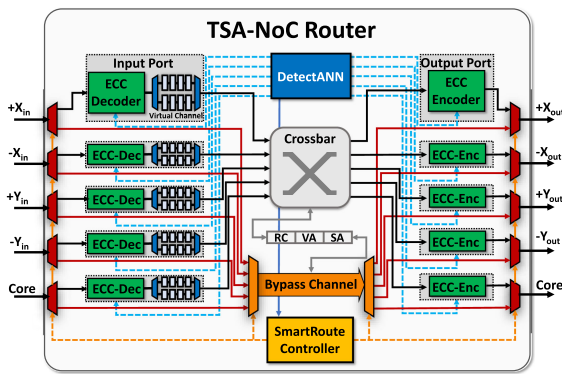 TSA-NoC Router
Input Port
DetectANN
Output Port
ECC
Decoder
Virtual Channel
ECC
Encoder
+Xin
+Xout
Crossbar
-Xin
ECC-Dec
ECC-Enc
-Xout
+Yin
ECC-Dec
ECC-Enc
+Yout
-Yin
ECC-Dec
RC VA SA
ECC-Enc
-Yout
Core
ECC-Dec
Bypass Channel
ECC-Enc
Core
SmartRoute
Controller